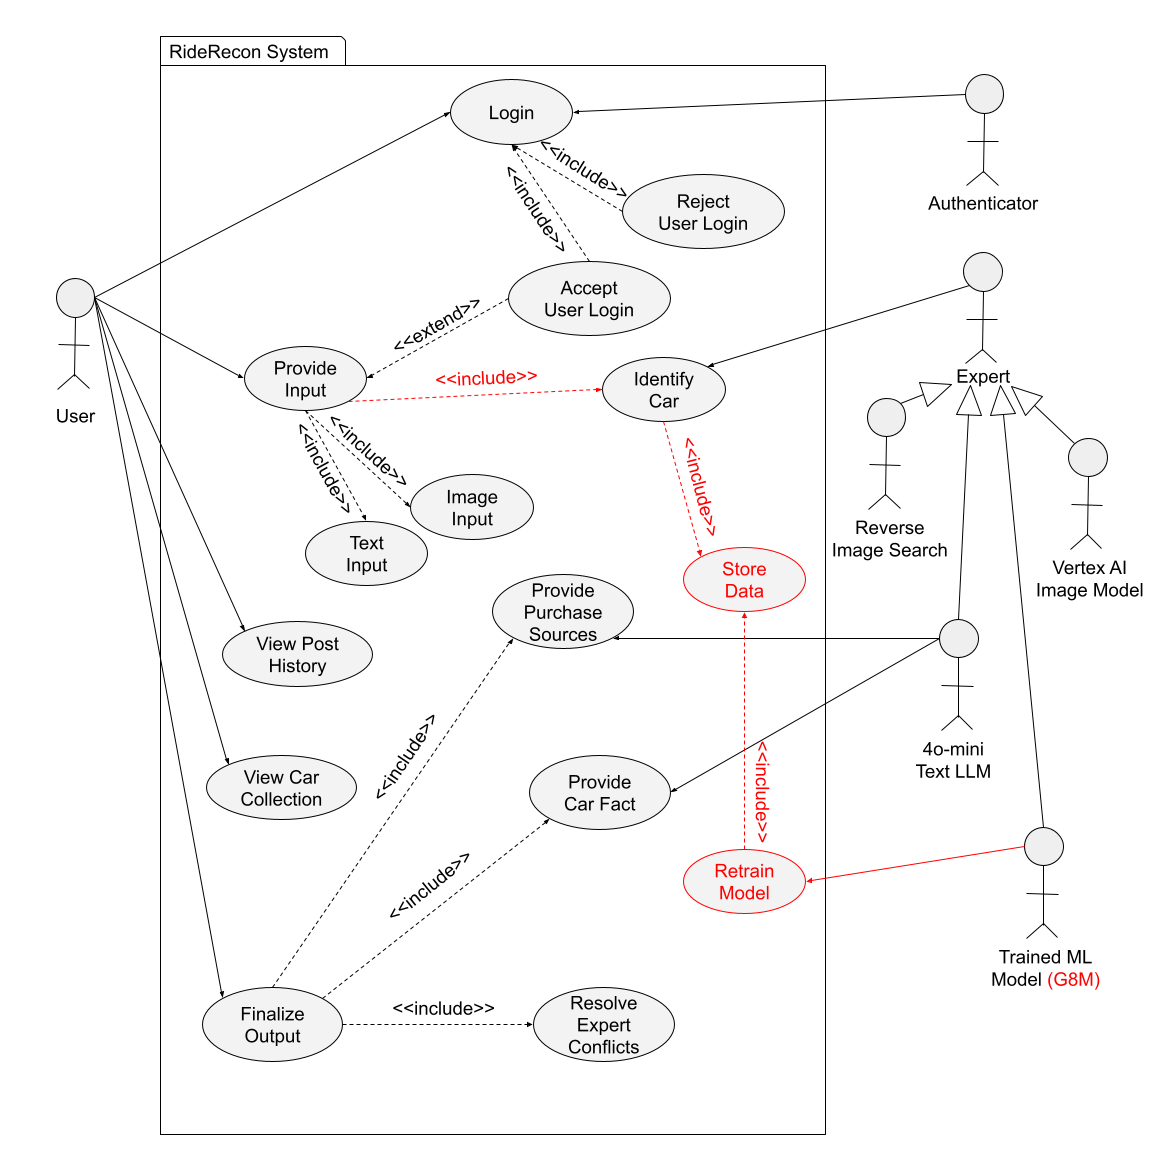 RideRecon System
Login
<<include>>
<<include>>
Reject
User Login
Authenticator
Accept
User Login
<<extend>>
Provide
Input
<<include>>
Identify
Car
Expert
User
<<include>>
<<include>>
<<include>>
Image
Input
Text
Input
Reverse
Image Search
Vertex AI
Image Model
Store
Data
Provide
Purchase
Sources
View Post
History
<<include>>
<<include>>
4o-mini
Text LLM
View Car
Collection
Provide
Car Fact
<<include>>
Retrain
Model
Trained ML
Model (G8M)
Finalize
Output
<<include>>
Resolve
Expert
Conflicts